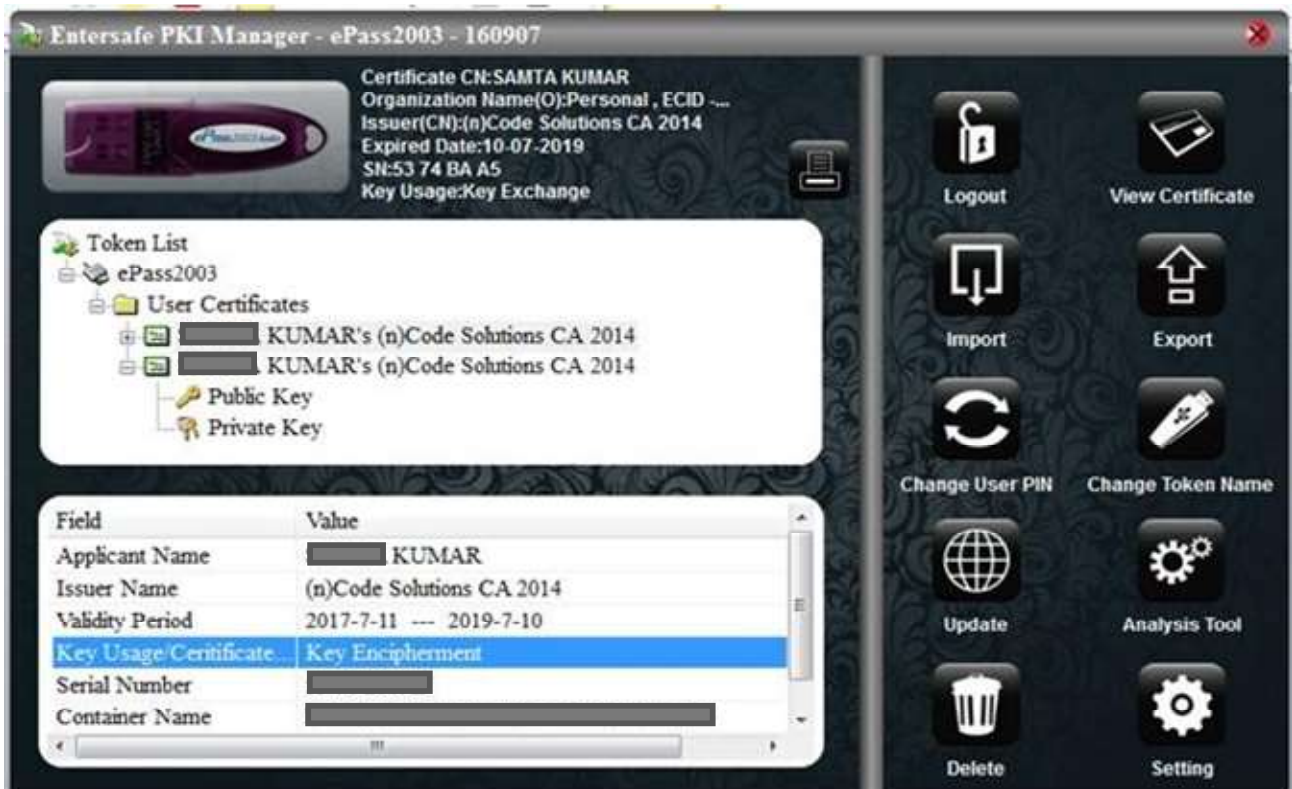 Entersafe PKI Manager - ePass2003 - 160907
Certificate CN:SAMTA KUMAR
Organization Name(O):Personal , ECID -...
Issuer(CN):(n)Code Solutions CA 2014
Expired Date:10-07-2019
SN:53 74 BA A5
Key Usage:Key Exchange
Token List
ePass2003
User Certificates
KUMAR's (n)Code Solutions CA 2014
KUMAR's (n)Code Solutions CA 2014
Public Key
Private Key
Field Value
Applicant Name KUMAR
Issuer Name (n)Code Solutions CA 2014
Validity Period 2017-7-11 --- 2019-7-10
Key Usage/Ceritificate... Key Encipherment
Serial Number
Container Name
Logout View Certificate
Import Export
Change User PIN Change Token Name
Update Analysis Tool
Delete Setting